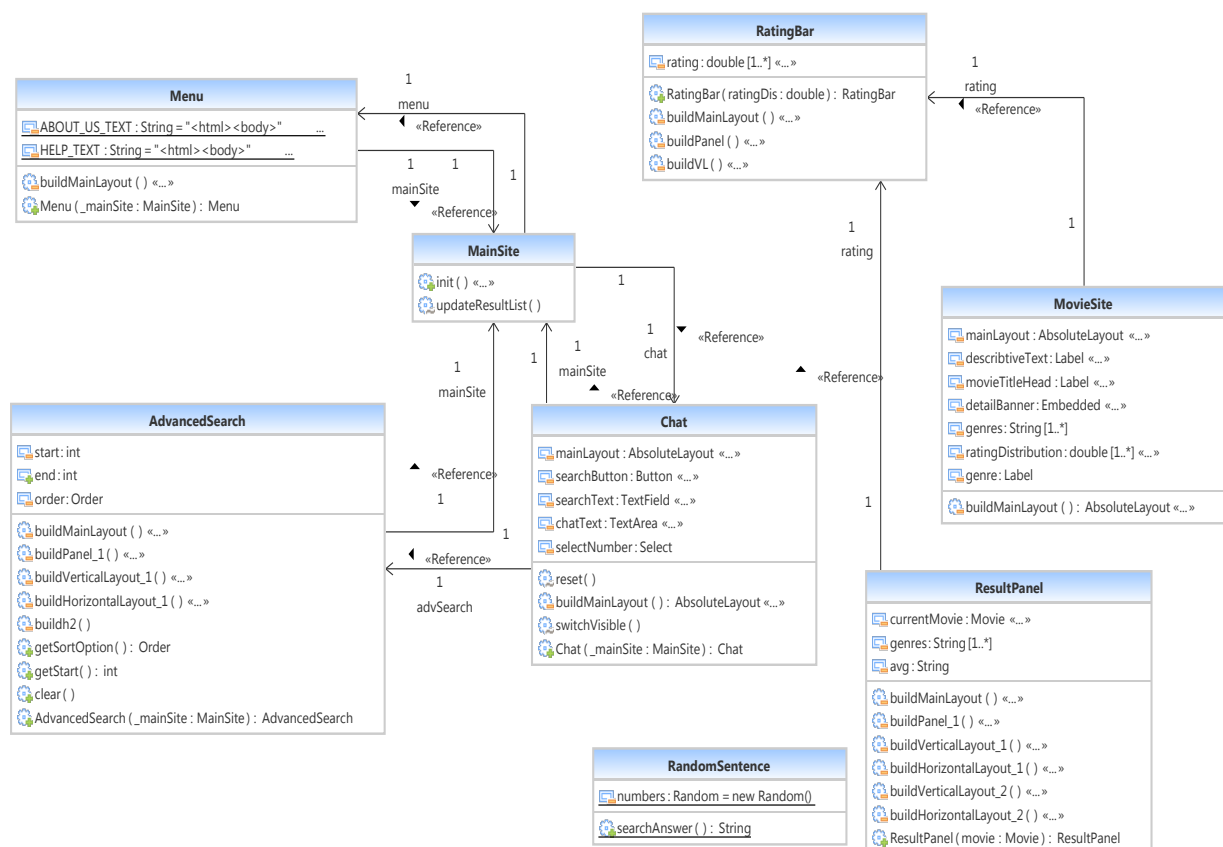 RatingBar
rating : double [1..*] «...»
RatingBar ( ratingDis : double ) : RatingBar
buildMainLayout ( ) «...»
buildPanel ( ) «...»
buildVL ( ) «...»
1
rating
«Reference»
1
1
menu
«Reference»
Menu
ABOUT_US_TEXT : String = "<html><body>" ...
HELP_TEXT : String = "<html><body>" ...
buildMainLayout ( ) «...»
Menu ( _mainSite : MainSite ) : Menu
1
1
1
mainSite
«Reference»
MainSite
init ( ) «...»
updateResultList ( )
1
1
chat
«Reference»
1
rating
«Reference»
1
MovieSite
mainLayout : AbsoluteLayout «...»
describtiveText : Label «...»
movieTitleHead : Label «...»
detailBanner : Embedded «...»
genres : String [1..*]
ratingDistribution : double [1..*] «...»
genre : Label
buildMainLayout ( ) : AbsoluteLayout «...»
1
mainSite
«Reference»
1
1
1
mainSite
«Reference»
AdvancedSearch
start : int
end : int
order : Order
buildMainLayout ( ) «...»
buildPanel_1 ( ) «...»
buildVerticalLayout_1 ( ) «...»
buildHorizontalLayout_1 ( ) «...»
buildh2 ( )
getSortOption ( ) : Order
getStart ( ) : int
clear ( )
AdvancedSearch ( _mainSite : MainSite ) : AdvancedSearch
1
«Reference»
1
advSearch
Chat
mainLayout : AbsoluteLayout «...»
searchButton : Button «...»
searchText : TextField «...»
chatText : TextArea «...»
selectNumber : Select
reset ( )
buildMainLayout ( ) : AbsoluteLayout «...»
switchVisible ( )
Chat ( _mainSite : MainSite ) : Chat
ResultPanel
currentMovie : Movie «...»
genres : String [1..*]
avg : String
buildMainLayout ( ) «...»
buildPanel_1 ( ) «...»
buildVerticalLayout_1 ( ) «...»
buildHorizontalLayout_1 ( ) «...»
buildVerticalLayout_2 ( ) «...»
buildHorizontalLayout_2 ( ) «...»
ResultPanel ( movie : Movie ) : ResultPanel
RandomSentence
numbers : Random = new Random()
searchAnswer ( ) : String